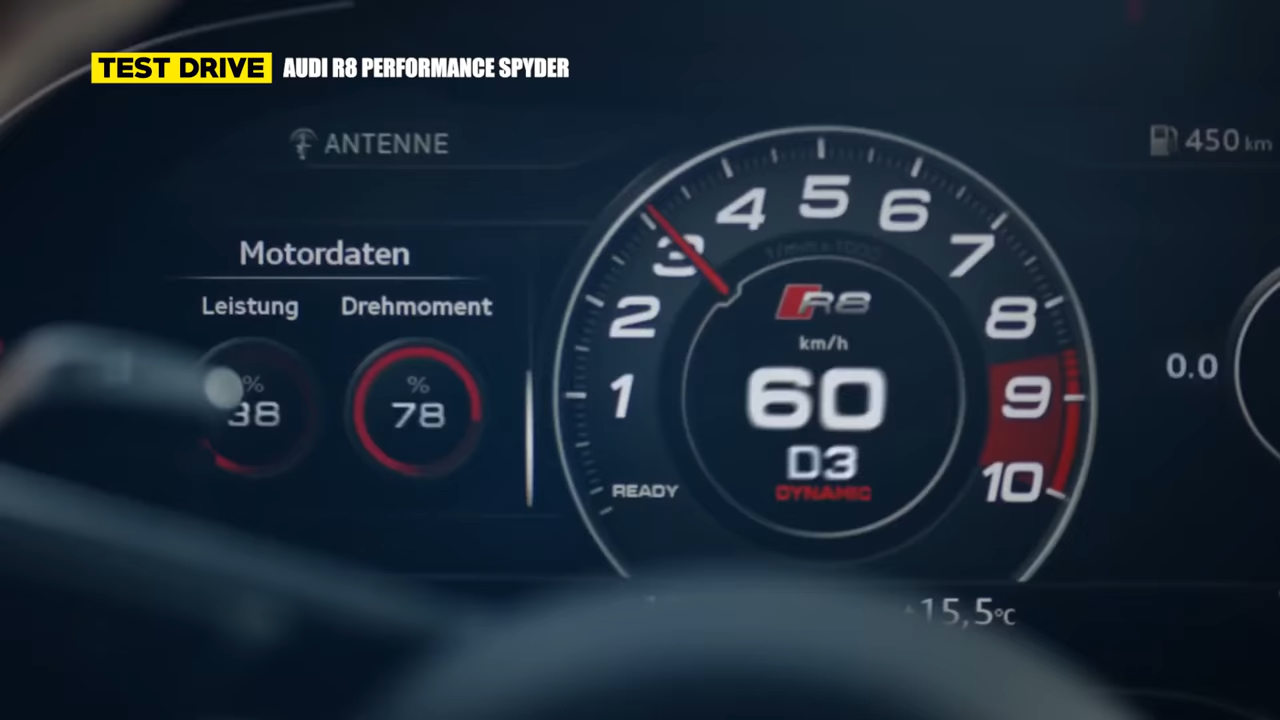 TEST DRIVE AUDI R8 PERFORMANCE SPYDER
ANTENNE
450 km
Motordaten
Leistung Drehmoment
%
38
%
78
1
2
3
4
5
6
7
8
9
10
READY
R8
km/h
60
D3
DYNAMIC
0.0
15,5°C